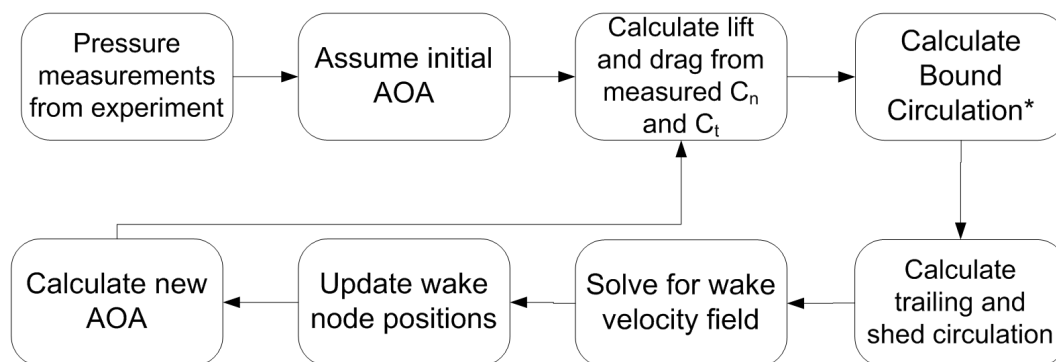 Pressure
measurements
from experiment
Assume initial
AOA
Calculate lift
and drag from
measured Cₙ
and Cₜ
Calculate
Bound
Circulation*
Calculate new
AOA
Update wake
node positions
Solve for wake
velocity field
Calculate
trailing and
shed circulation